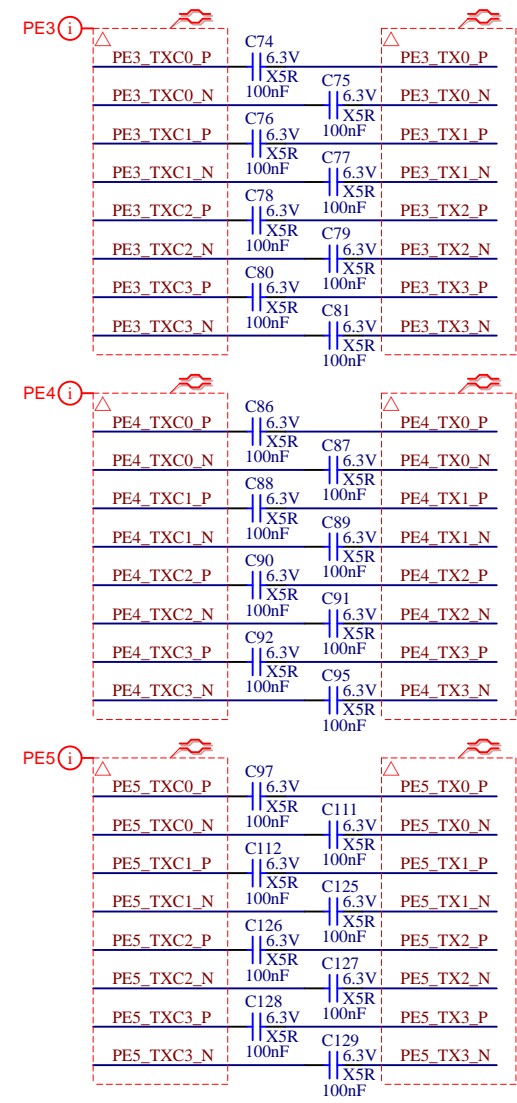 PE3 i
C74
PE3_TXC0_P 6.3V PE3_TX0_P
X5R
100nF
C75
PE3_TXC0_N 6.3V PE3_TX0_N
X5R
100nF
C76
PE3_TXC1_P 6.3V PE3_TX1_P
X5R
100nF
C77
PE3_TXC1_N 6.3V PE3_TX1_N
X5R
100nF
C78
PE3_TXC2_P 6.3V PE3_TX2_P
X5R
100nF
C79
PE3_TXC2_N 6.3V PE3_TX2_N
X5R
100nF
C80
PE3_TXC3_P 6.3V PE3_TX3_P
X5R
100nF
C81
PE3_TXC3_N 6.3V PE3_TX3_N
X5R
100nF
PE4 i
C86
PE4_TXC0_P 6.3V PE4_TX0_P
X5R
100nF
C87
PE4_TXC0_N 6.3V PE4_TX0_N
X5R
100nF
C88
PE4_TXC1_P 6.3V PE4_TX1_P
X5R
100nF
C89
PE4_TXC1_N 6.3V PE4_TX1_N
X5R
100nF
C90
PE4_TXC2_P 6.3V PE4_TX2_P
X5R
100nF
C91
PE4_TXC2_N 6.3V PE4_TX2_N
X5R
100nF
C92
PE4_TXC3_P 6.3V PE4_TX3_P
X5R
100nF
C95
PE4_TXC3_N 6.3V PE4_TX3_N
X5R
100nF
PE5 i
C97
PE5_TXC0_P 6.3V PE5_TX0_P
X5R
100nF
C111
PE5_TXC0_N 6.3V PE5_TX0_N
X5R
100nF
C112
PE5_TXC1_P 6.3V PE5_TX1_P
X5R
100nF
C125
PE5_TXC1_N 6.3V PE5_TX1_N
X5R
100nF
C126
PE5_TXC2_P 6.3V PE5_TX2_P
X5R
100nF
C127
PE5_TXC2_N 6.3V PE5_TX2_N
X5R
100nF
C128
PE5_TXC3_P 6.3V PE5_TX3_P
X5R
100nF
C129
PE5_TXC3_N 6.3V PE5_TX3_N
X5R
100nF